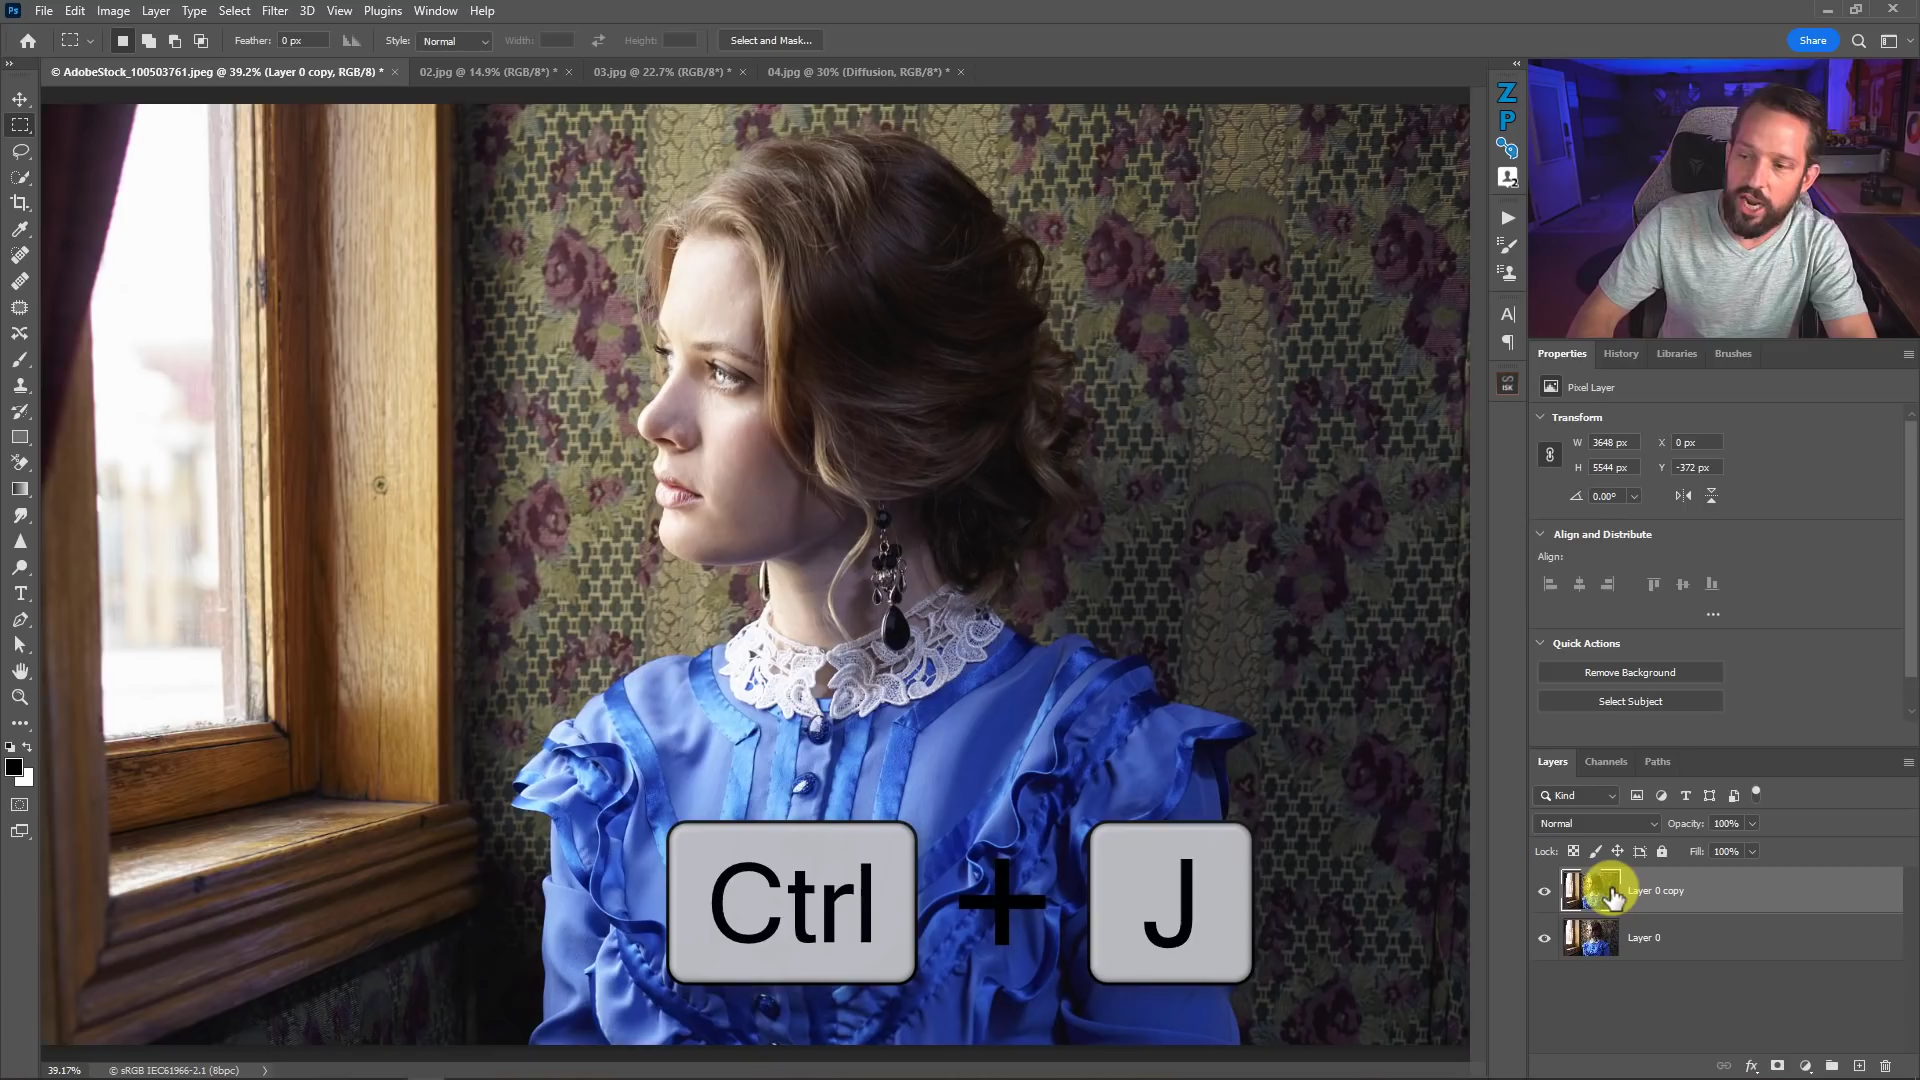 Ps File Edit Image Layer Type Select Filter 3D View Plugins Window Help
Feather: 0 px Style: Normal Width: Height: Select and Mask... Share
© AdobeStock_100503761.jpeg @ 39.2% (Layer 0 copy, RGB/8) * × 02.jpg @ 14.9% (RGB/8*) * × 03.jpg @ 22.7% (RGB/8*) * × 04.jpg @ 30% (Diffusion, RGB/8*) * ×
Z
P
2
A
ISK
Properties History Libraries Brushes
Pixel Layer
Transform
W 3648 px X 0 px
H 5544 px Y -372 px
0.00°
Align and Distribute
Align:
Quick Actions
Remove Background
Select Subject
Layers Channels Paths
Kind
Normal Opacity: 100%
Lock: Fill: 100%
Layer 0 copy
Layer 0
fx
Ctrl + J
39.17% © sRGB IEC61966-2.1 (8bpc)